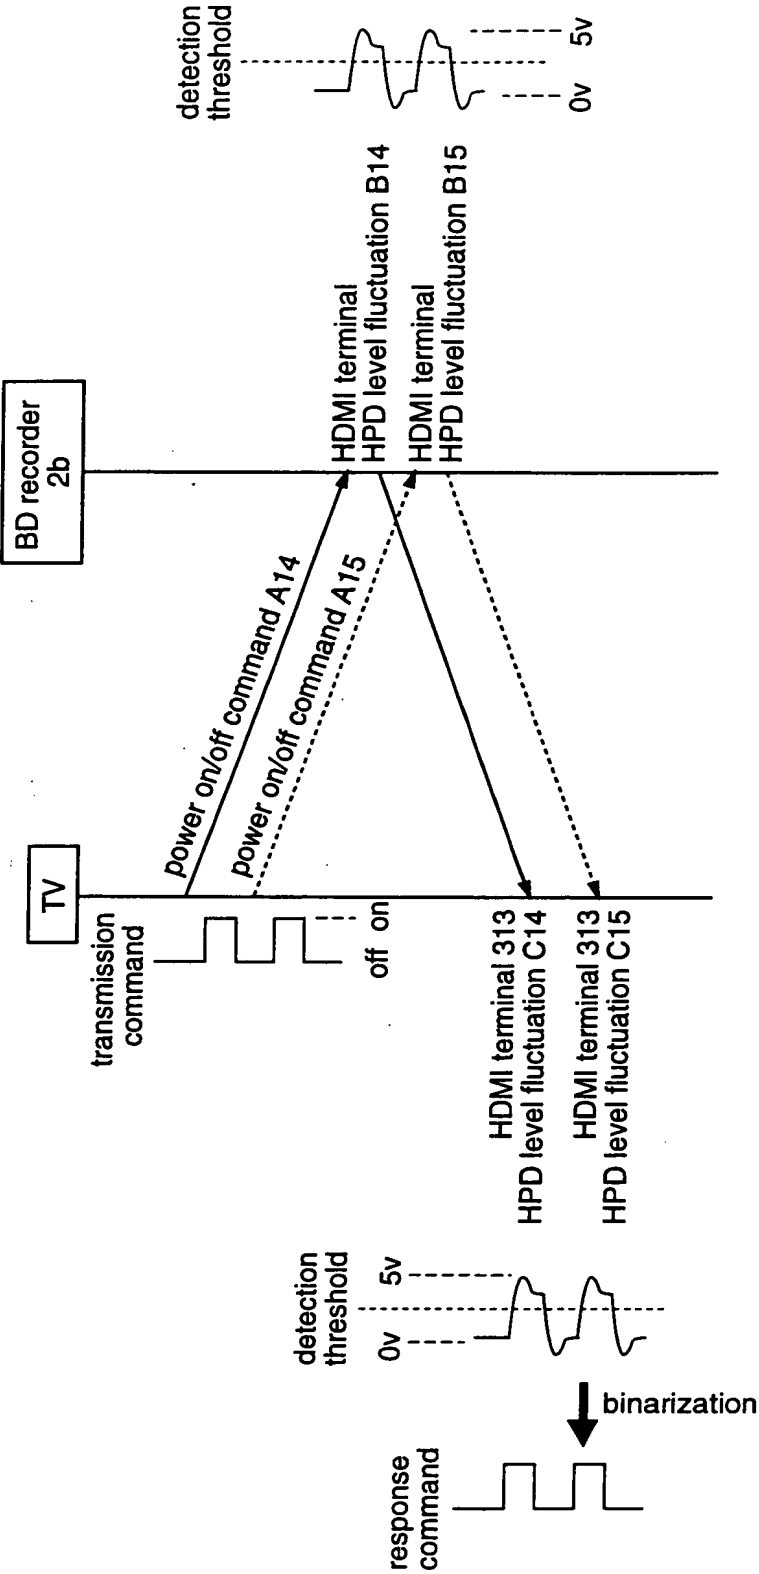 TV
BD recorder
2b
transmission
command
off
on
power on/off command A14
power on/off command A15
HDMI terminal
HPD level fluctuation B14
HDMI terminal
HPD level fluctuation B15
detection
threshold
5v
0v
HDMI terminal 313
HPD level fluctuation C14
HDMI terminal 313
HPD level fluctuation C15
detection
threshold
5v
0v
binarization
response
command